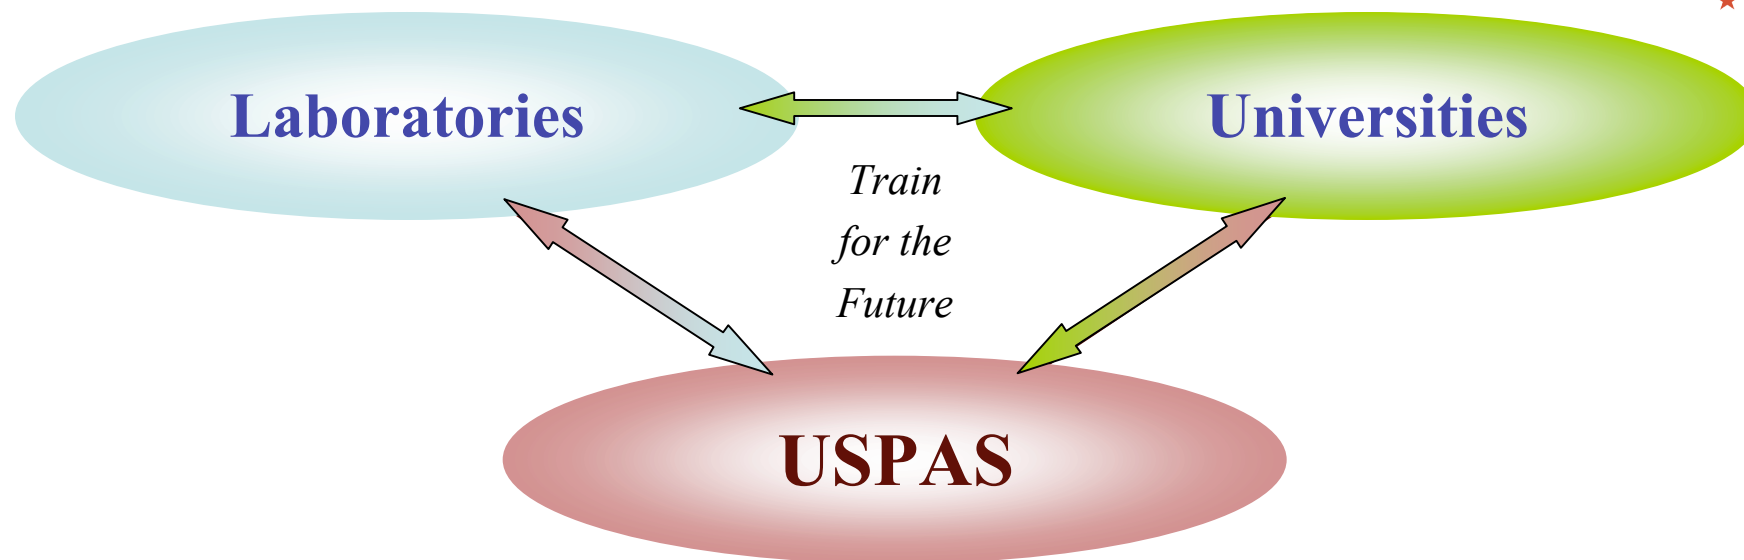 Laboratories
Universities
Train
for the
Future
USPAS